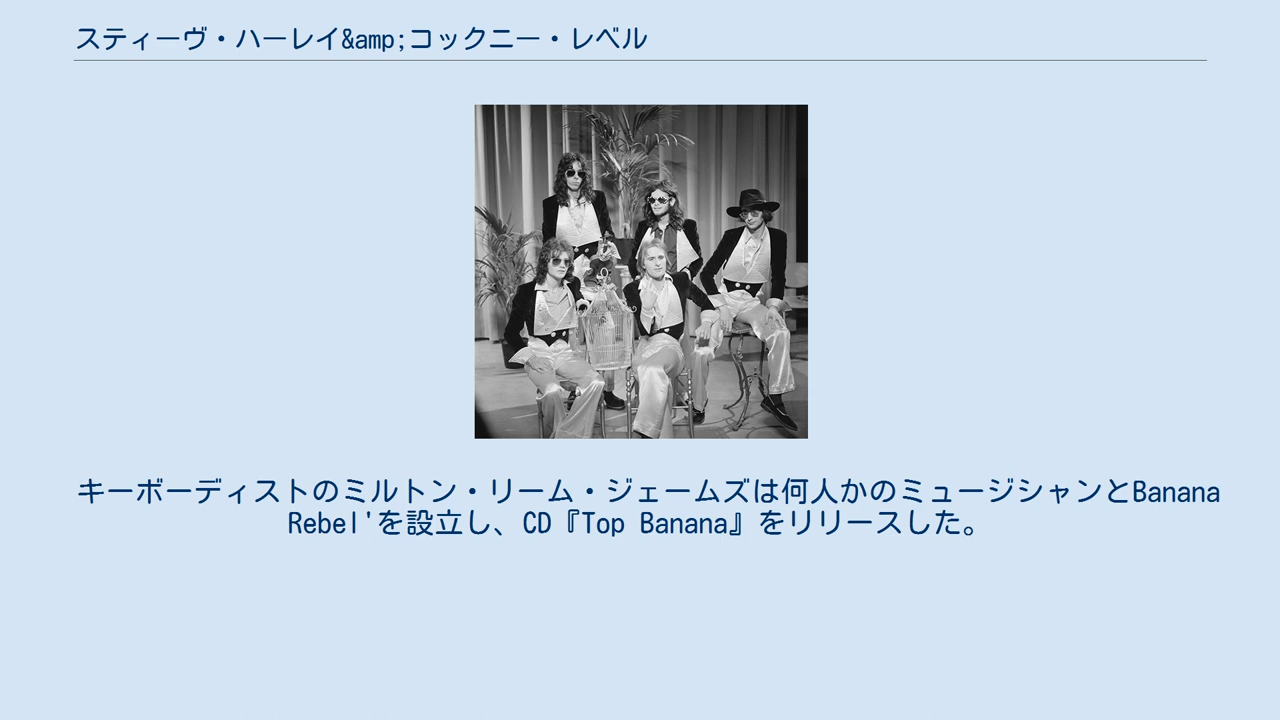 スティーヴ・ハーレイ&amp;コックニー・レベル
キーボーディストのミルトン・リーム・ジェームズは何人かのミュージシャンとBanana
Rebel'を設立し、CD『Top Banana』をリリースした。